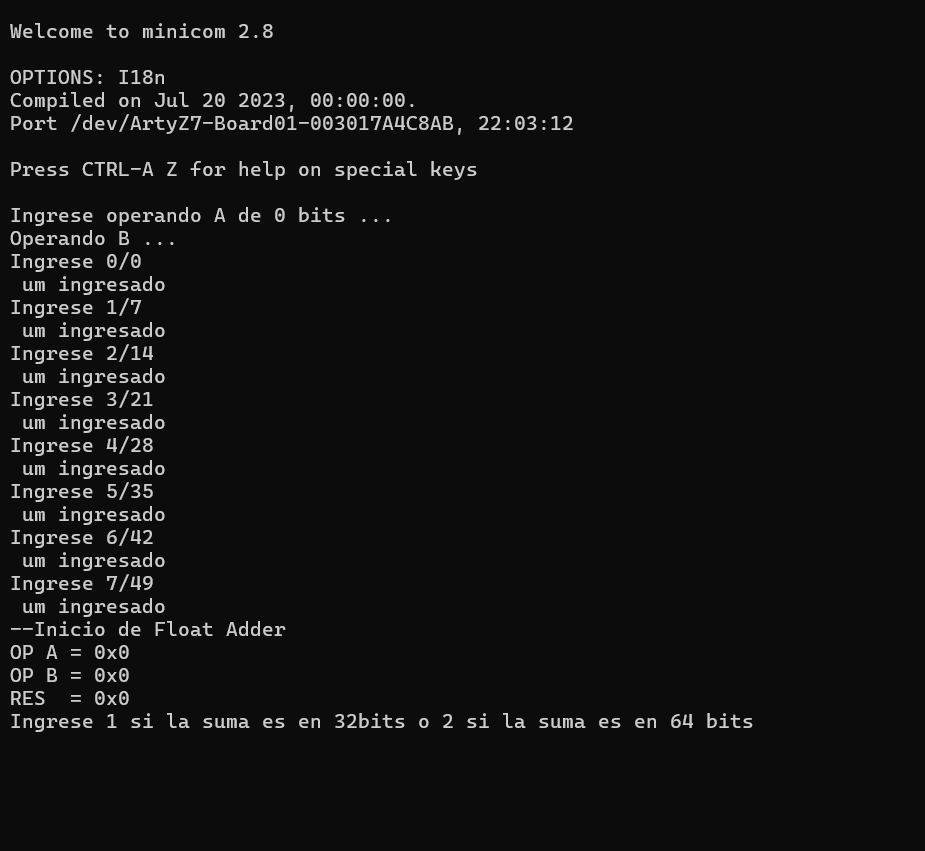 Welcome to minicom 2.8
OPTIONS: I18n
Compiled on Jul 20 2023, 00:00:00.
Port /dev/ArtyZ7-Board01-003017A4C8AB, 22:03:12
Press CTRL-A Z for help on special keys
Ingrese operando A de 0 bits ...
Operando B ...
Ingrese 0/0
 um ingresado
Ingrese 1/7
 um ingresado
Ingrese 2/14
 um ingresado
Ingrese 3/21
 um ingresado
Ingrese 4/28
 um ingresado
Ingrese 5/35
 um ingresado
Ingrese 6/42
 um ingresado
Ingrese 7/49
 um ingresado
--Inicio de Float Adder
OP A = 0x0
OP B = 0x0
RES  = 0x0
Ingrese 1 si la suma es en 32bits o 2 si la suma es en 64 bits